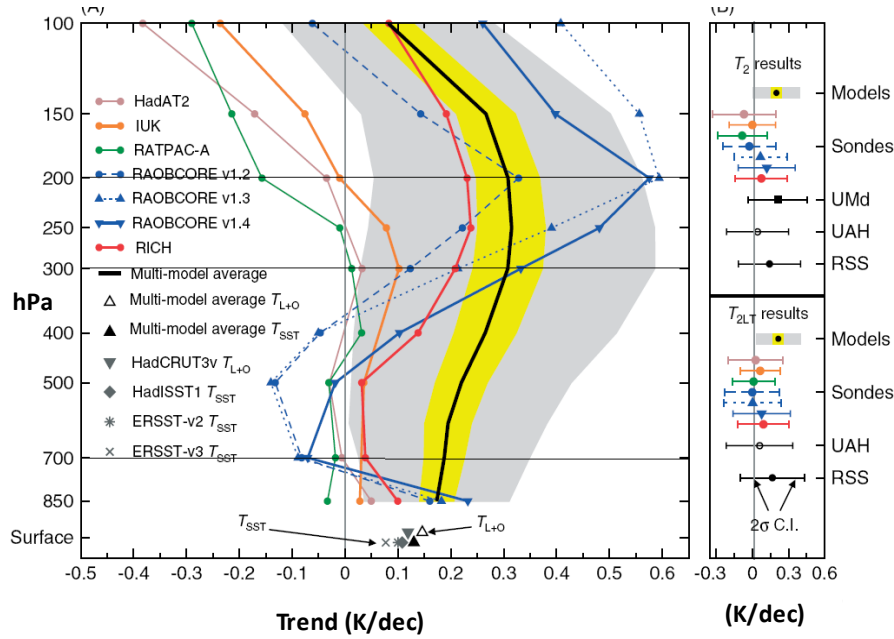 (A)
100
150
200
250
300
400
500
700
850
Surface
hPa
HadAT2
IUK
RATPAC-A
RAOBCORE v1.2
RAOBCORE v1.3
RAOBCORE v1.4
RICH
Multi-model average
Multi-model average T_L+O
Multi-model average T_SST
HadCRUT3v T_L+O
HadISST1 T_SST
ERSST-v2 T_SST
ERSST-v3 T_SST
T_SST
T_L+O
-0.5 -0.4 -0.3 -0.2 -0.1 0 0.1 0.2 0.3 0.4 0.5 0.6
Trend (K/dec)
(B)
T_2 results
Models
Sondes
UMd
UAH
RSS
T_2LT results
Models
Sondes
UAH
RSS
2σ C.I.
-0.3 0 0.3 0.6
(K/dec)